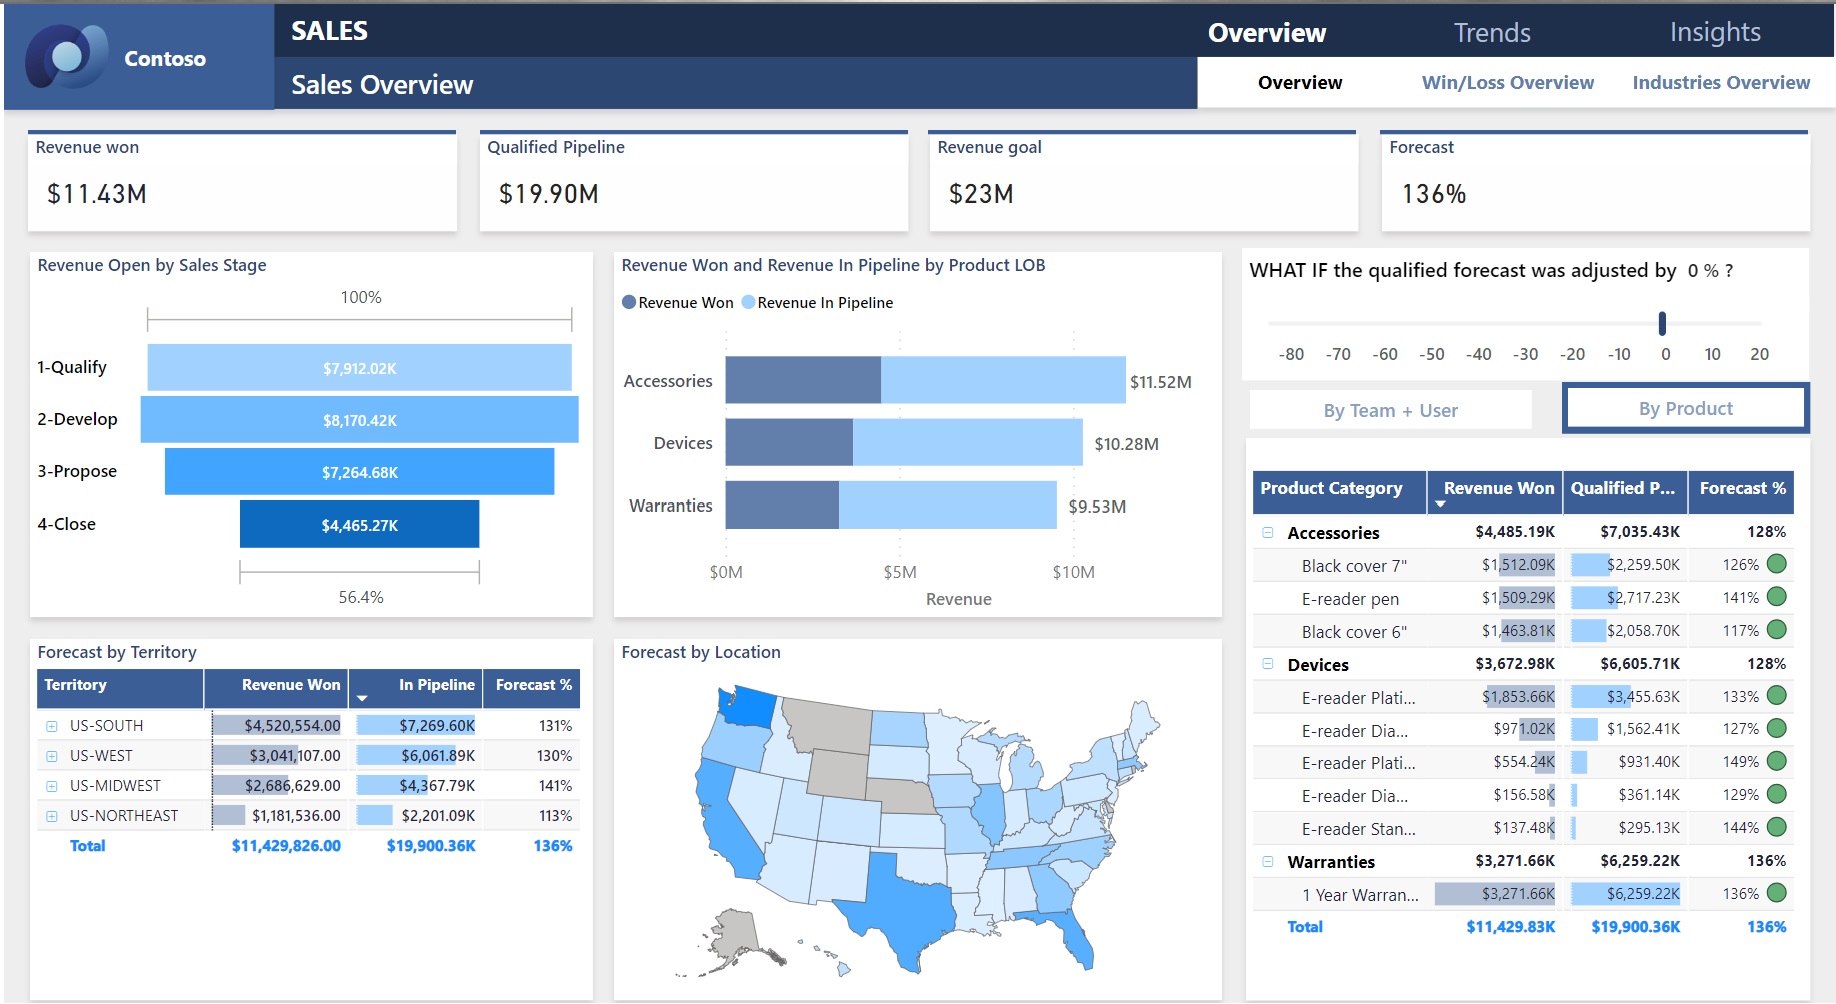 SALES
Overview
Trends
Insights
Contoso
Sales Overview
Overview
Win/Loss Overview
Industries Overview
Revenue won
$11.43M
Qualified Pipeline
$19.90M
Revenue goal
$23M
Forecast
136%
Revenue Open by Sales Stage
100%
1-Qualify $7,912.02K
2-Develop $8,170.42K
3-Propose $7,264.68K
4-Close $4,465.27K
56.4%
Revenue Won and Revenue In Pipeline by Product LOB
Revenue Won Revenue In Pipeline
Accessories $11.52M
Devices $10.28M
Warranties $9.53M
$0M $5M $10M
Revenue
WHAT IF the qualified forecast was adjusted by 0 % ?
-80 -70 -60 -50 -40 -30 -20 -10 0 10 20
By Team + User
By Product
Product Category Revenue Won Qualified P... Forecast %
Accessories $4,485.19K $7,035.43K 128%
Black cover 7" $1,512.09K $2,259.50K 126%
E-reader pen $1,509.29K $2,717.23K 141%
Black cover 6" $1,463.81K $2,058.70K 117%
Devices $3,672.98K $6,605.71K 128%
E-reader Plati... $1,853.66K $3,455.63K 133%
E-reader Dia... $971.02K $1,562.41K 127%
E-reader Plati... $554.24K $931.40K 149%
E-reader Dia... $156.58K $361.14K 129%
E-reader Stan... $137.48K $295.13K 144%
Warranties $3,271.66K $6,259.22K 136%
1 Year Warran... $3,271.66K $6,259.22K 136%
Total $11,429.83K $19,900.36K 136%
Forecast by Territory
Territory Revenue Won In Pipeline Forecast %
US-SOUTH $4,520,554.00 $7,269.60K 131%
US-WEST $3,041,107.00 $6,061.89K 130%
US-MIDWEST $2,686,629.00 $4,367.79K 141%
US-NORTHEAST $1,181,536.00 $2,201.09K 113%
Total $11,429,826.00 $19,900.36K 136%
Forecast by Location